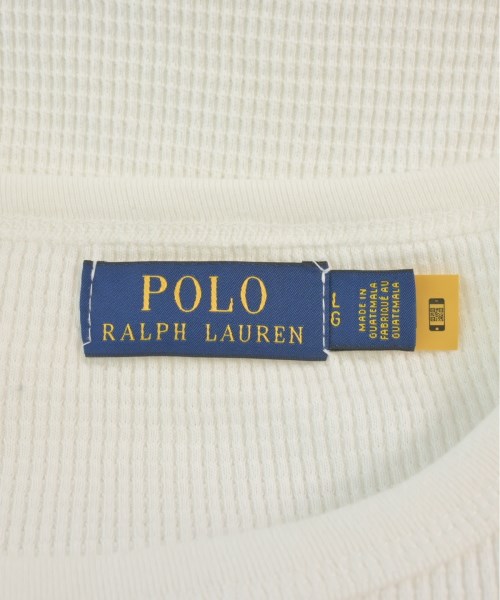 POLO
RALPH LAUREN
L
G
MADE IN
GUATEMALA
FABRIQUÉ AU
GUATEMALA